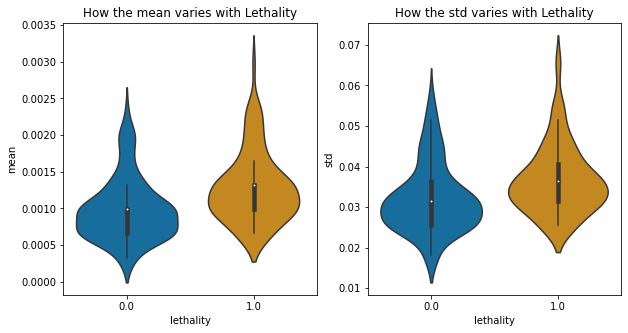 How the mean varies with Lethality
0.0035
0.0030
0.0025
0.0020
0.0015
0.0010
0.0005
0.0000
mean
0.0 1.0
lethality
How the std varies with Lethality
0.07
0.06
0.05
0.04
0.03
0.02
0.01
std
0.0 1.0
lethality